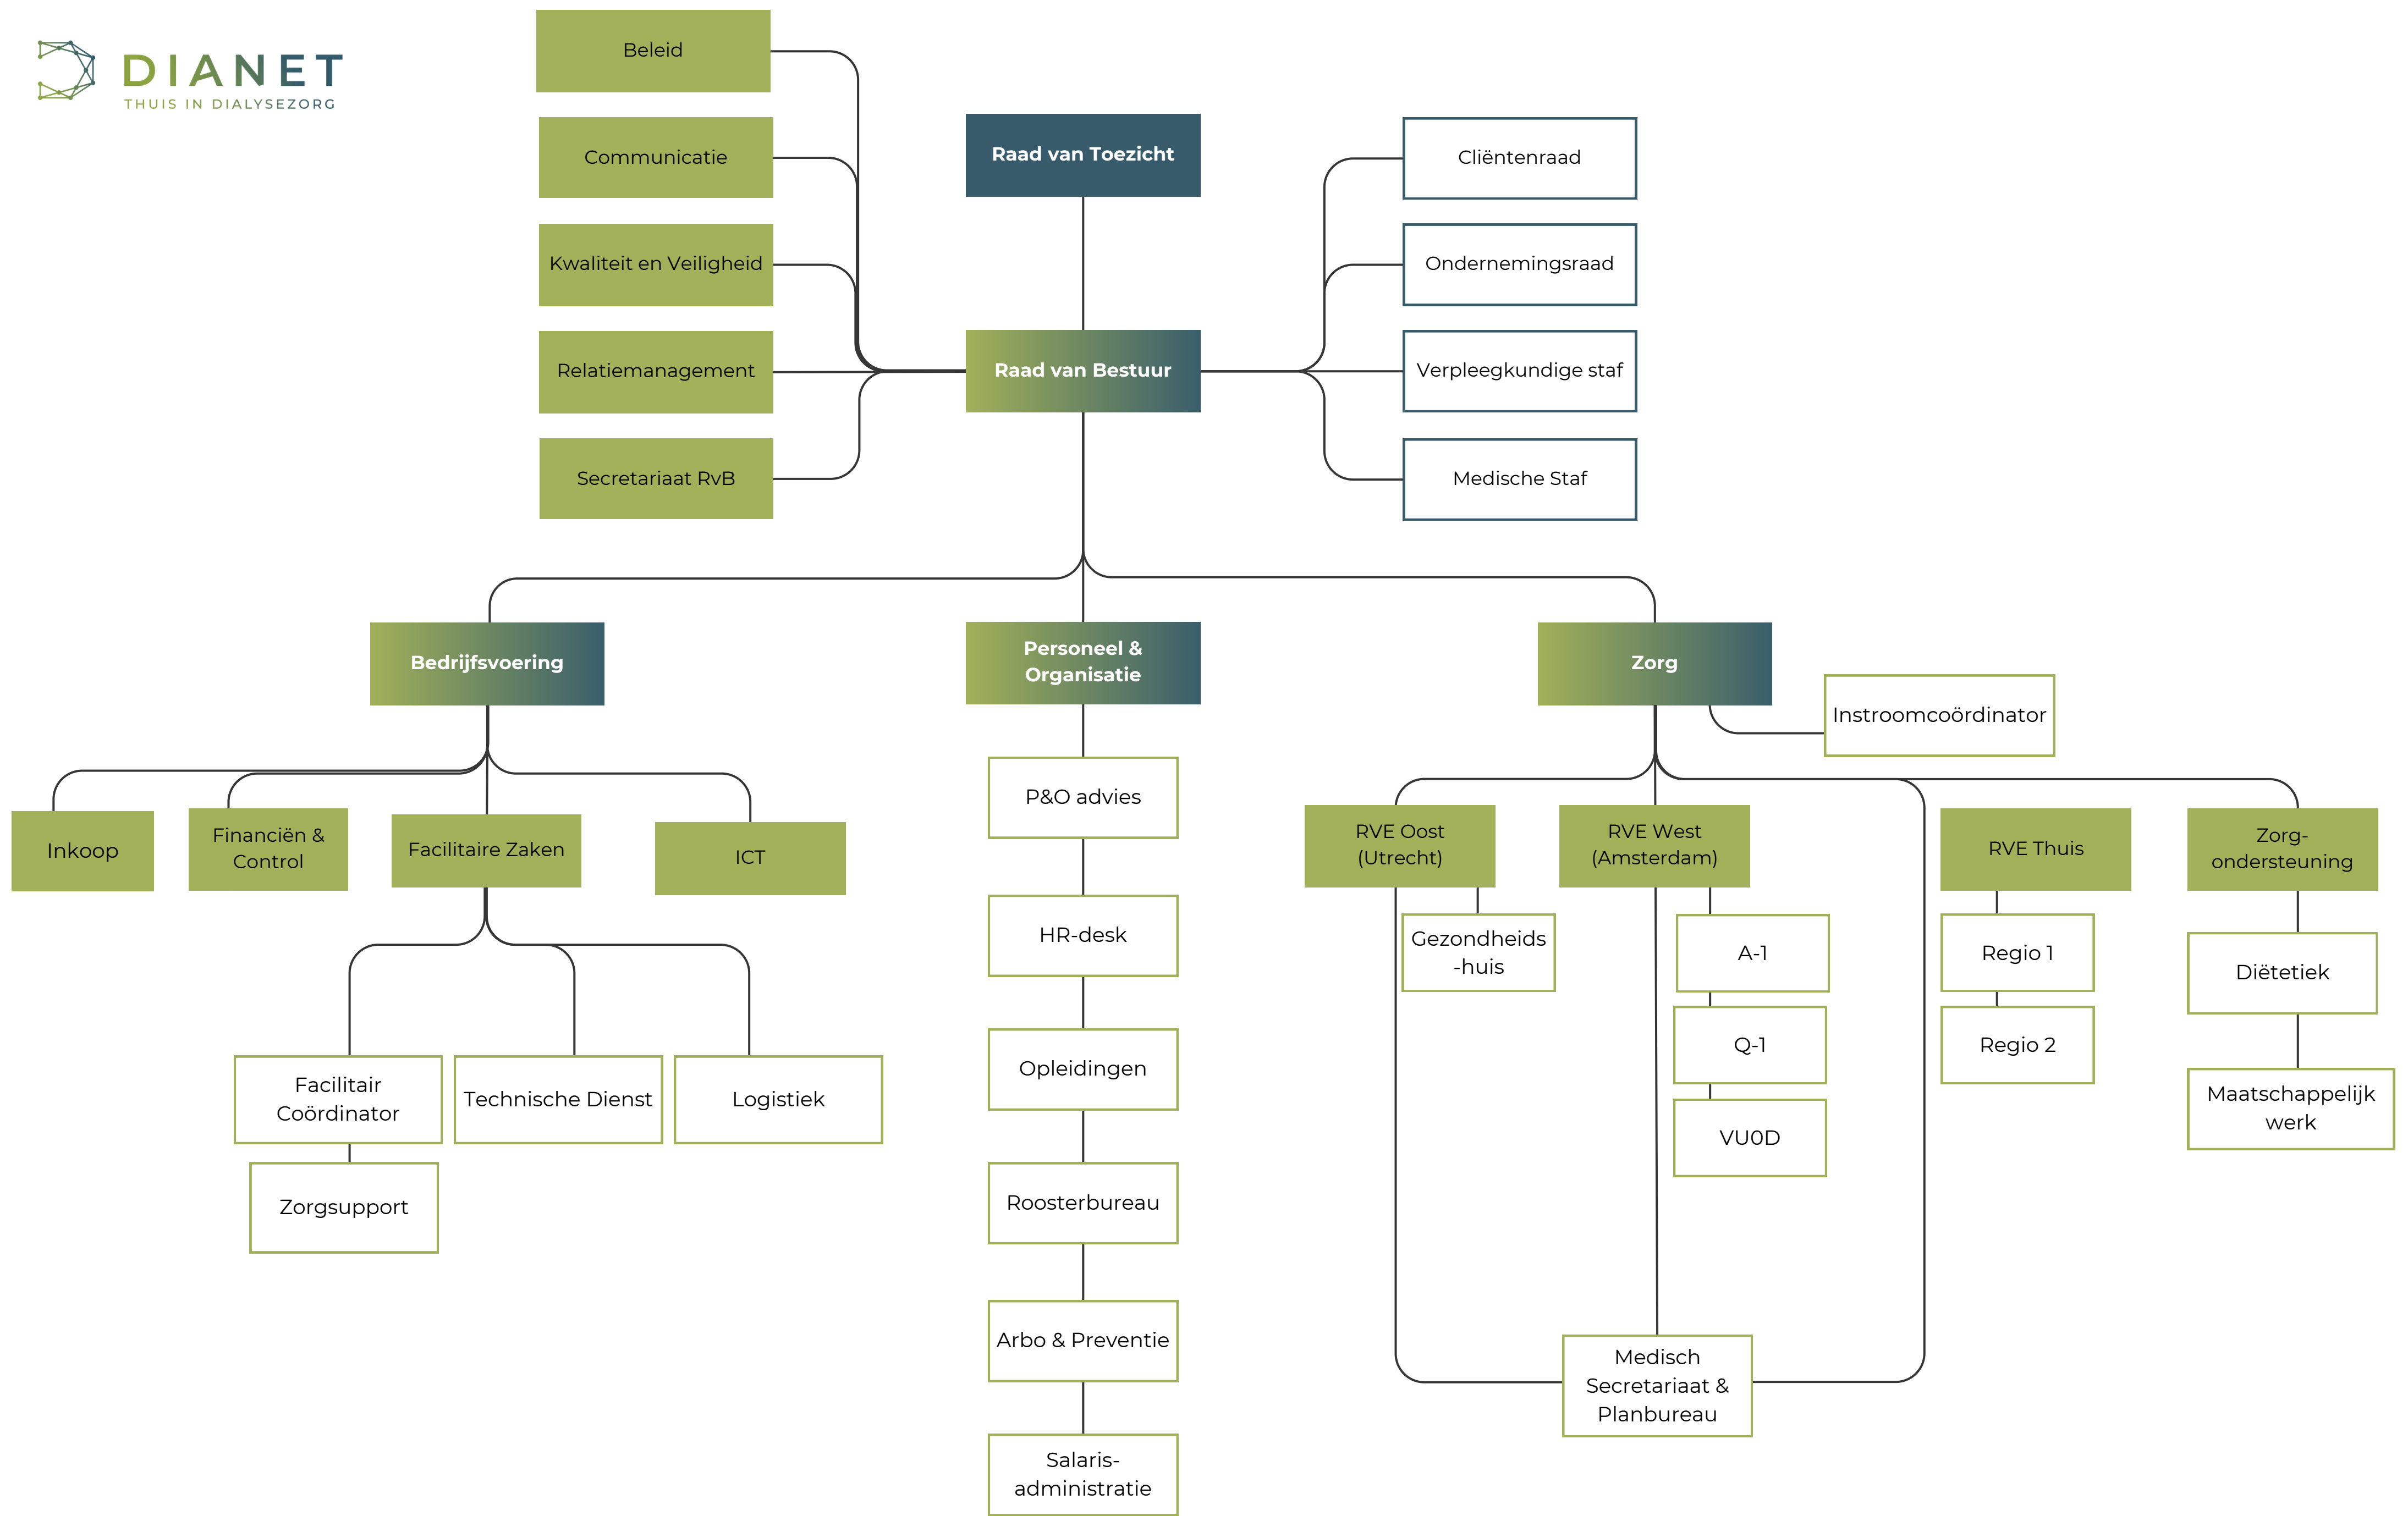 DIANET
THUIS IN DIALYSEZORG
Beleid
Communicatie
Kwaliteit en Veiligheid
Relatiemanagement
Secretariaat RvB
Raad van Toezicht
Raad van Bestuur
Cliëntenraad
Ondernemingsraad
Verpleegkundige staf
Medische Staf
Bedrijfsvoering
Inkoop
Financiën &
Control
Facilitaire Zaken
ICT
Facilitair
Coördinator
Technische Dienst
Logistiek
Zorgsupport
Personeel &
Organisatie
P&O advies
HR-desk
Opleidingen
Roosterbureau
Arbo & Preventie
Salaris-
administratie
Zorg
Instroomcoördinator
RVE Oost
(Utrecht)
Gezondheids
-huis
RVE West
(Amsterdam)
A-1
Q-1
VU0D
RVE Thuis
Regio 1
Regio 2
Zorg-
ondersteuning
Diëtetiek
Maatschappelijk
werk
Medisch
Secretariaat &
Planbureau